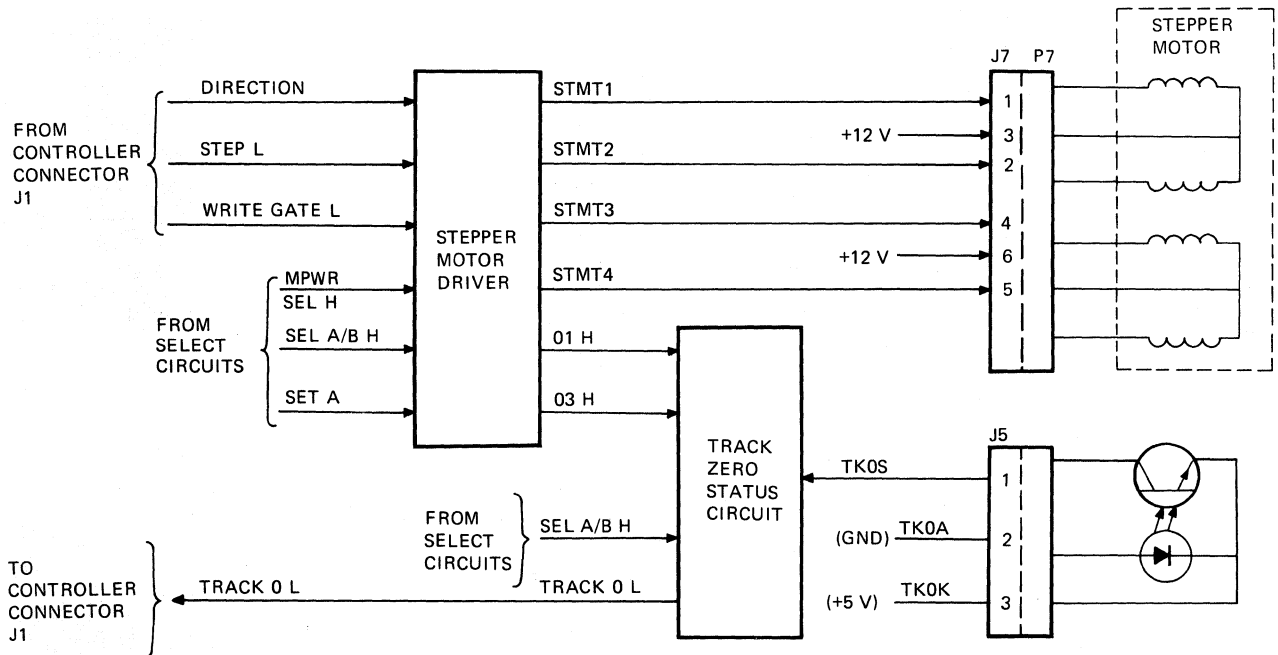 STEPPER
MOTOR
J7 P7
DIRECTION
STMT1
1
FROM
CONTROLLER
CONNECTOR
J1
+12 V
3
STEP L
STMT2
2
WRITE GATE L
STMT3
4
STEPPER
MOTOR
DRIVER
+12 V
6
MPWR
SEL H
STMT4
5
FROM
SELECT
CIRCUITS
SEL A/B H
01 H
SET A
03 H
J5
TRACK
ZERO
STATUS
CIRCUIT
TK0S
1
FROM
SELECT
CIRCUITS
SEL A/B H
(GND) TK0A
2
TO
CONTROLLER
CONNECTOR
J1
TRACK 0 L
TRACK 0 L
(+5 V) TK0K
3